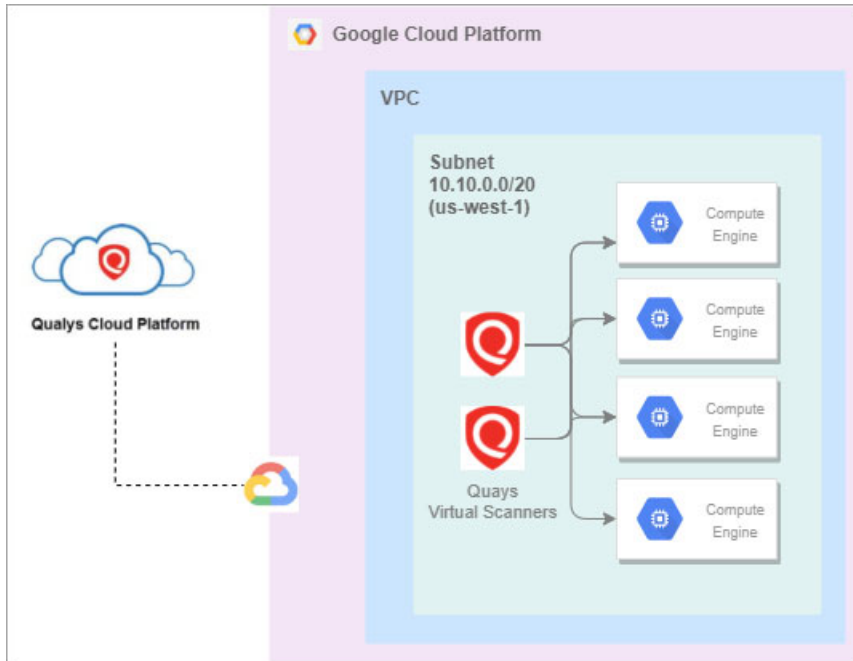 Google Cloud Platform
VPC
Subnet
10.10.0.0/20
(us-west-1)
Compute
Engine
Compute
Engine
Compute
Engine
Compute
Engine
Quays
Virtual Scanners
Qualys Cloud Platform